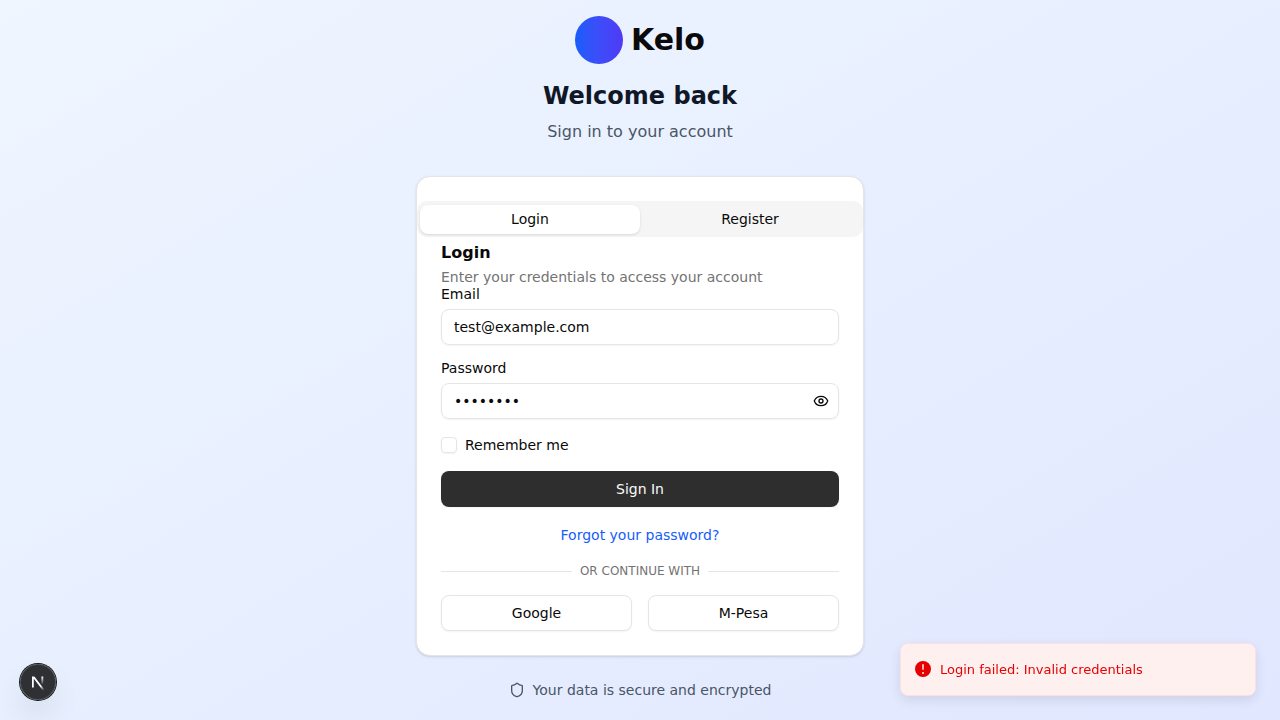 Kelo
Welcome back
Sign in to your account
Login Register
Login
Enter your credentials to access your account
Email
test@example.com
Password
••••••••
Remember me
Sign In
Forgot your password?
OR CONTINUE WITH
Google M-Pesa
Login failed: Invalid credentials
N
Your data is secure and encrypted